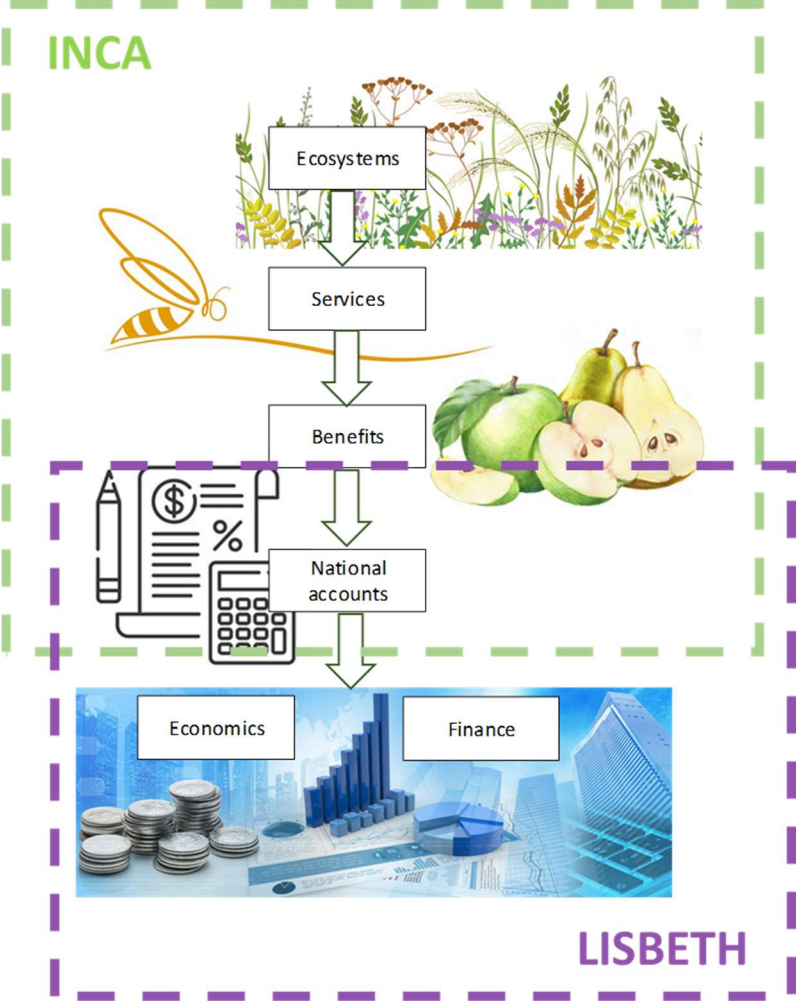 INCA
Ecosystems
Services
Benefits
$
%
National
accounts
Economics
Finance
LISBETH